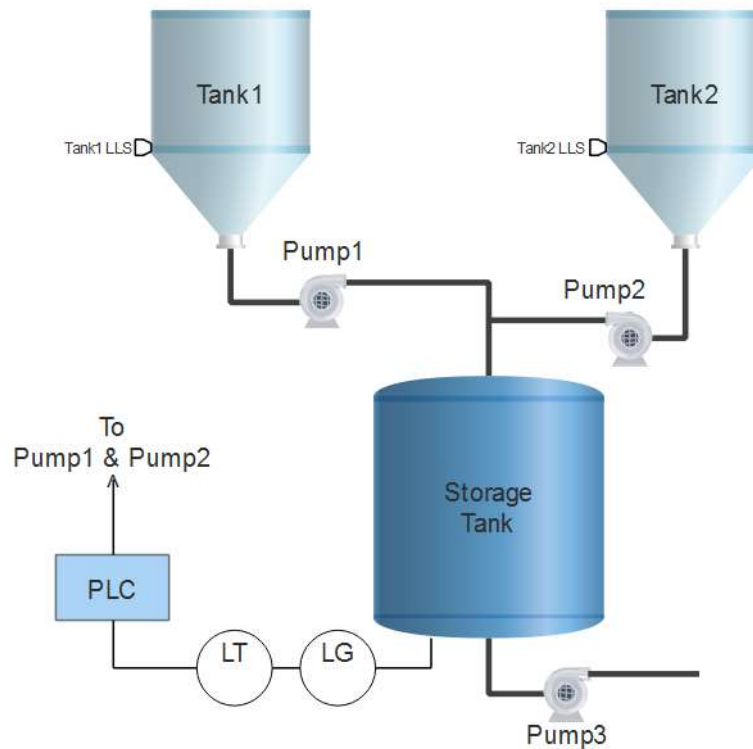 Tank1
Tank2
Tank1 LLS
Tank2 LLS
Pump1
Pump2
To
Pump1 & Pump2
Storage
Tank
PLC
LT
LG
Pump3